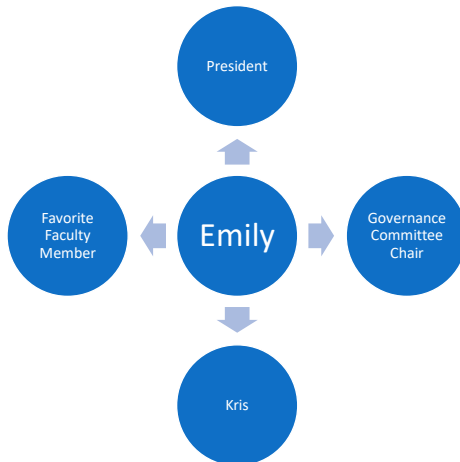 President
Favorite
Faculty
Member
Emily
Governance
Committee
Chair
Kris